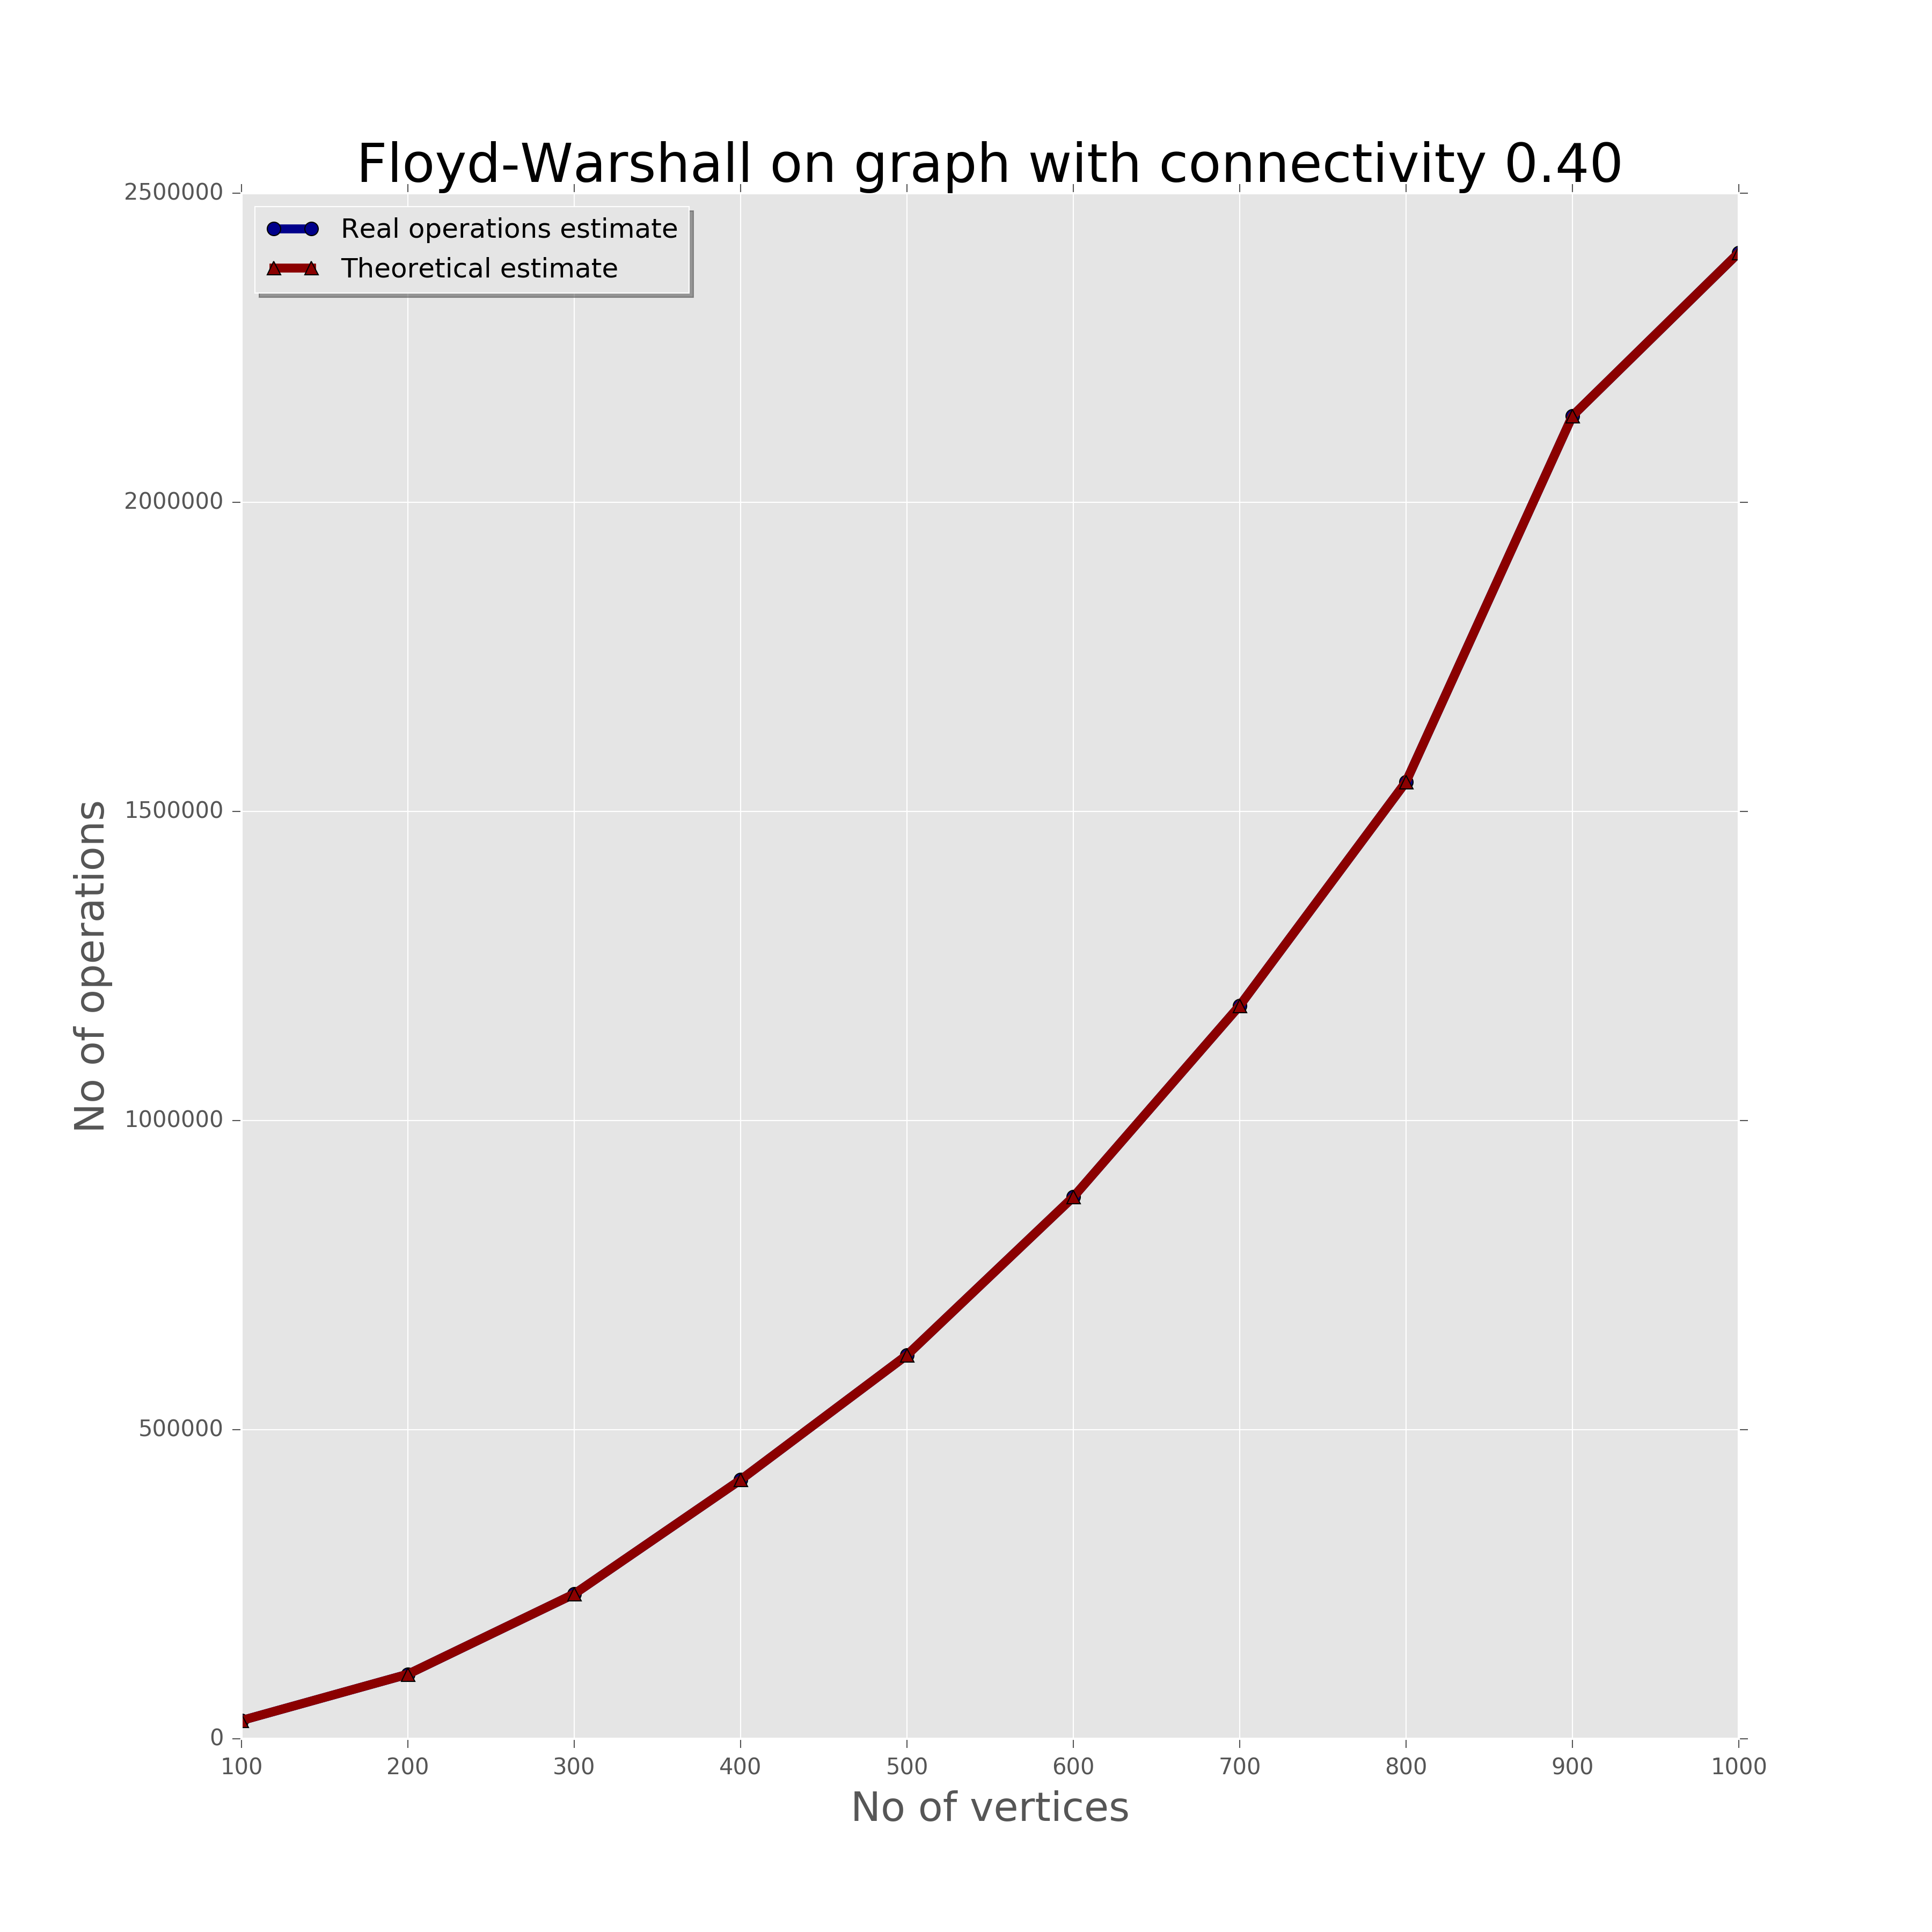 Floyd-Warshall on graph with connectivity 0.40
2500000
Real operations estimate
Theoretical estimate
2000000
1500000
1000000
500000
0
No of operations
100 200 300 400 500 600 700 800 900 1000
No of vertices